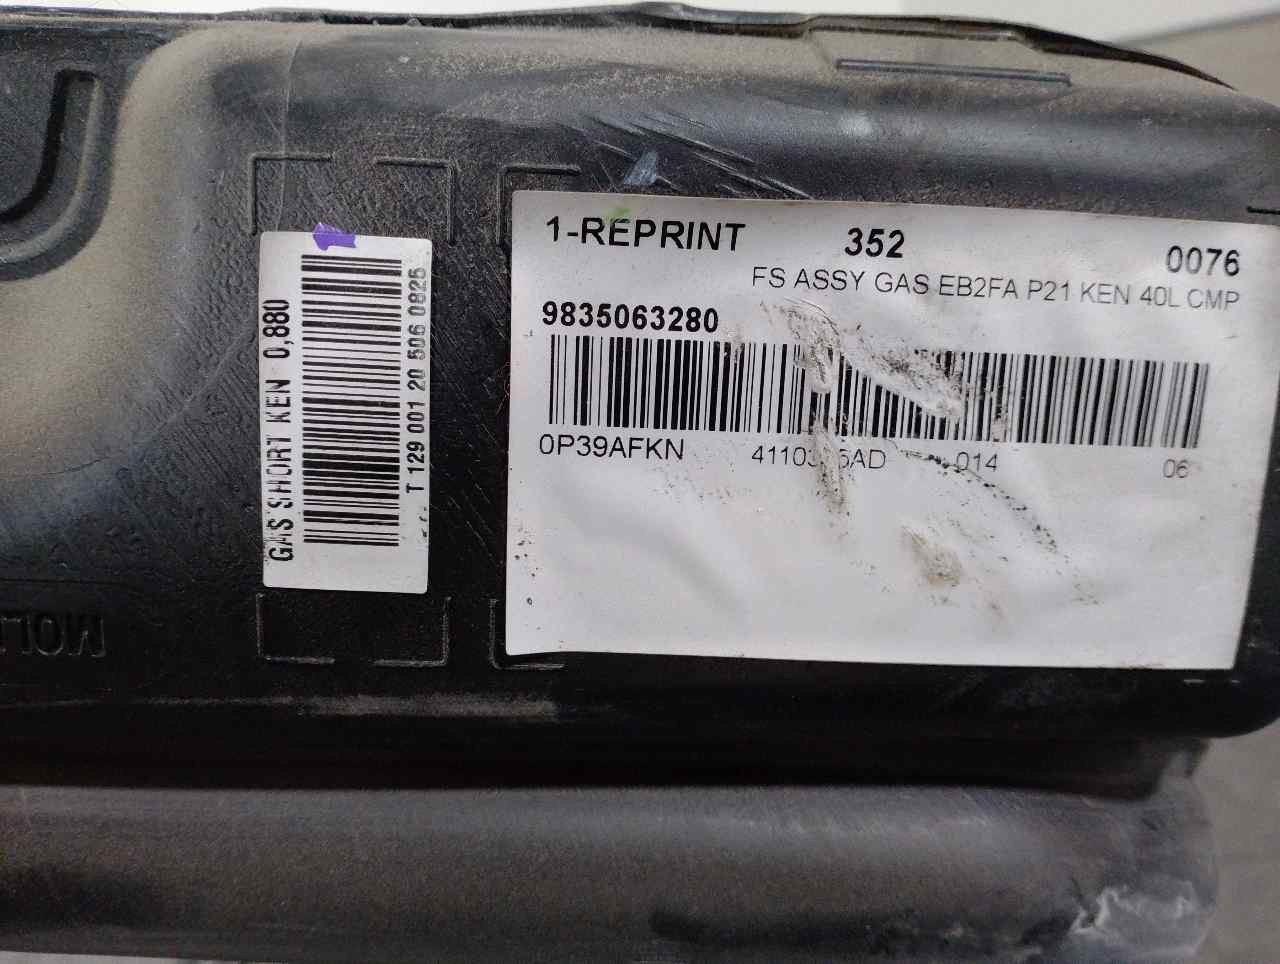 GAS SHORT KEN 0,880
T 129 001 20 506 0825
1-REPRINT 352 0076
FS ASSY GAS EB2FA P21 KEN 40L CMP
9835063280
0P39AFKN 014 06